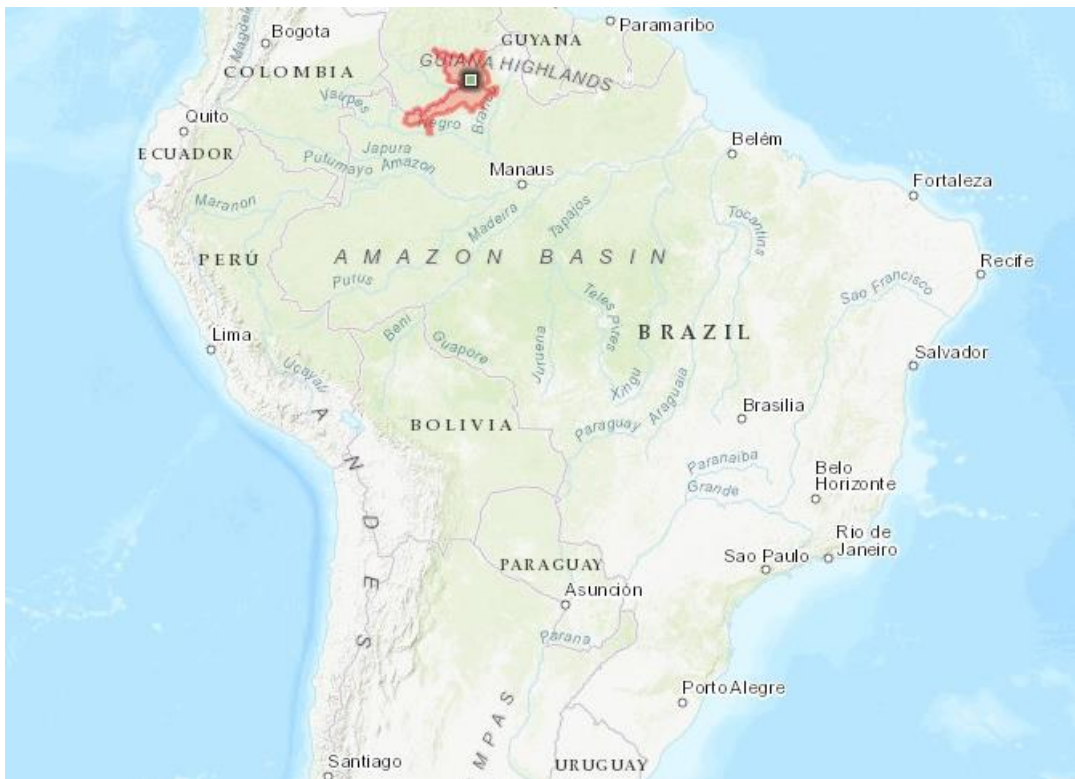 Paramaribo
Magdale
Bogota
GUYANA
COLOMBIA
GUIANA HIGHLANDS
Vaupes
Quito
Negro
Branco
ECUADOR
Japura
Belém
Putumayo
Amazon
Manaus
Fortaleza
Maranon
Madeira
Tapajos
Tocantins
PERÚ
AMAZON BASIN
Recife
Purus
Sao Francisco
Teles Pires
Beni
BRAZIL
Lima
Guapore
Juruena
Salvador
Ucayali
Xingu
Araguaia
ANDES
Brasilia
BOLIVIA
Paraguay
Paranaiba
Belo
Horizonte
Grande
Rio de
Janeiro
Sao Paulo
PARAGUAY
Asunción
Parana
Porto Alegre
MPAS
Santiago
URUGUAY